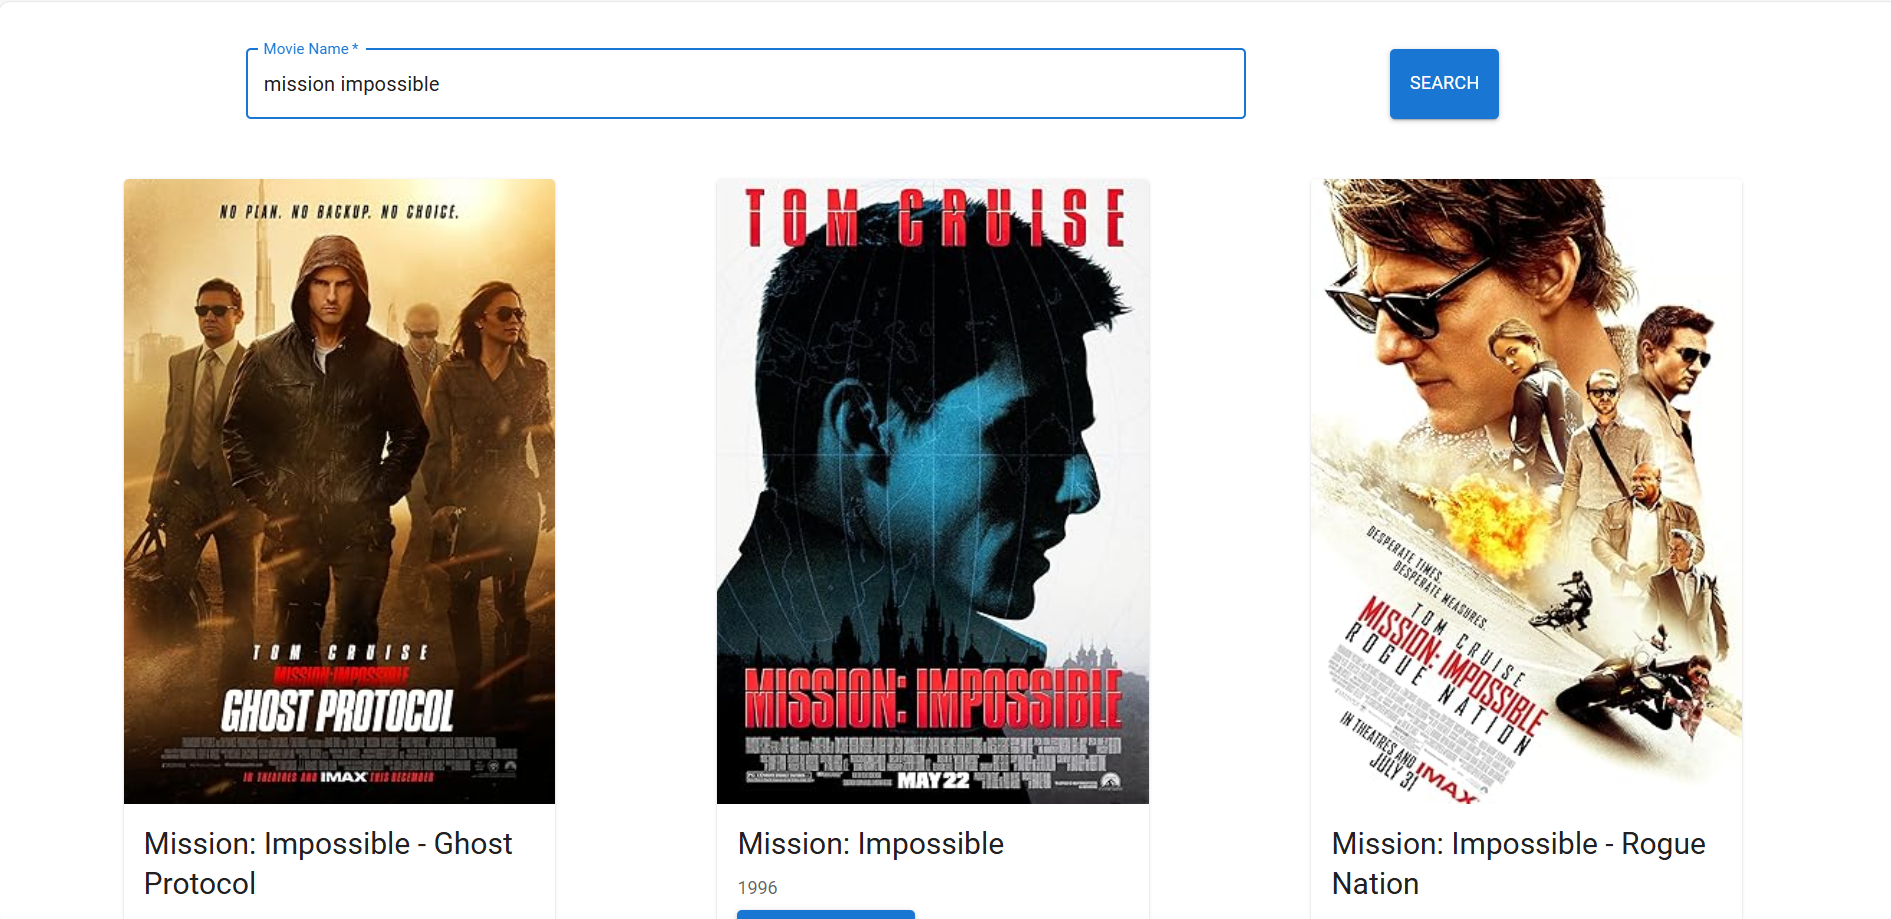 Movie Name *
mission impossible
SEARCH
NO PLAN. NO BACKUP. NO CHOICE.
TOM CRUISE
MISSION: IMPOSSIBLE
GHOST PROTOCOL
IN THEATRES AND IMAX THIS DECEMBER
Mission: Impossible - Ghost
Protocol
TOM CRUISE
MISSION: IMPOSSIBLE
MAY 22
Mission: Impossible
1996
DESPERATE TIMES.
DESPERATE MEASURES.
TOM CRUISE
MISSION: IMPOSSIBLE
ROGUE NATION
IN THEATRES AND IMAX
JULY 31
Mission: Impossible - Rogue
Nation